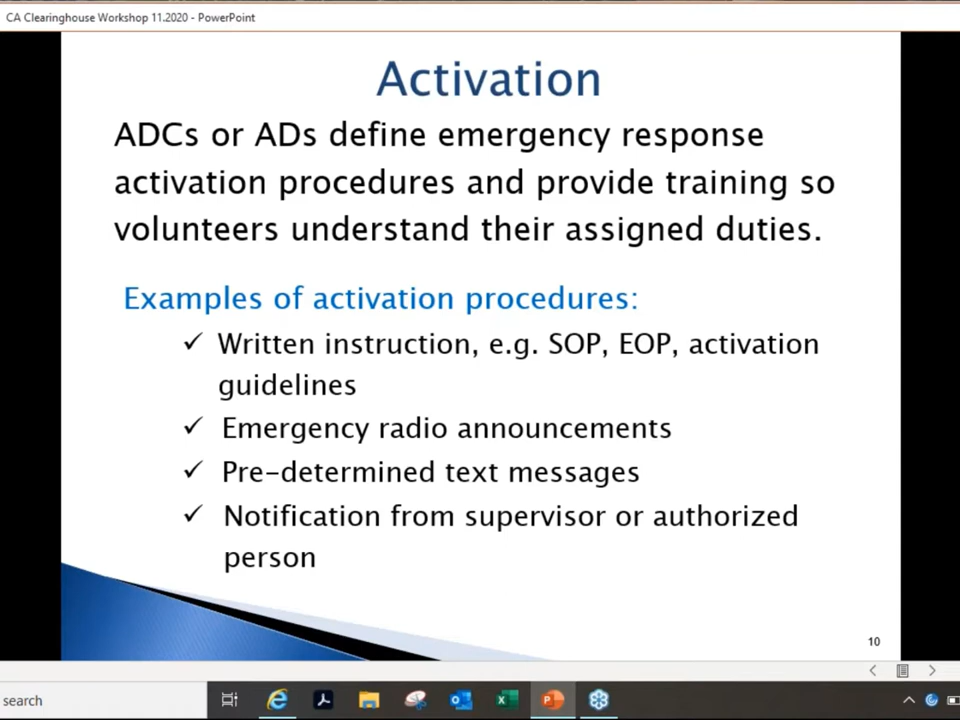 CA Clearinghouse Workshop 11.2020 - PowerPoint
Activation
ADCs or ADs define emergency response
activation procedures and provide training so
volunteers understand their assigned duties.
Examples of activation procedures:
✓ Written instruction, e.g. SOP, EOP, activation
guidelines
✓ Emergency radio announcements
✓ Pre-determined text messages
✓ Notification from supervisor or authorized
person
10
search